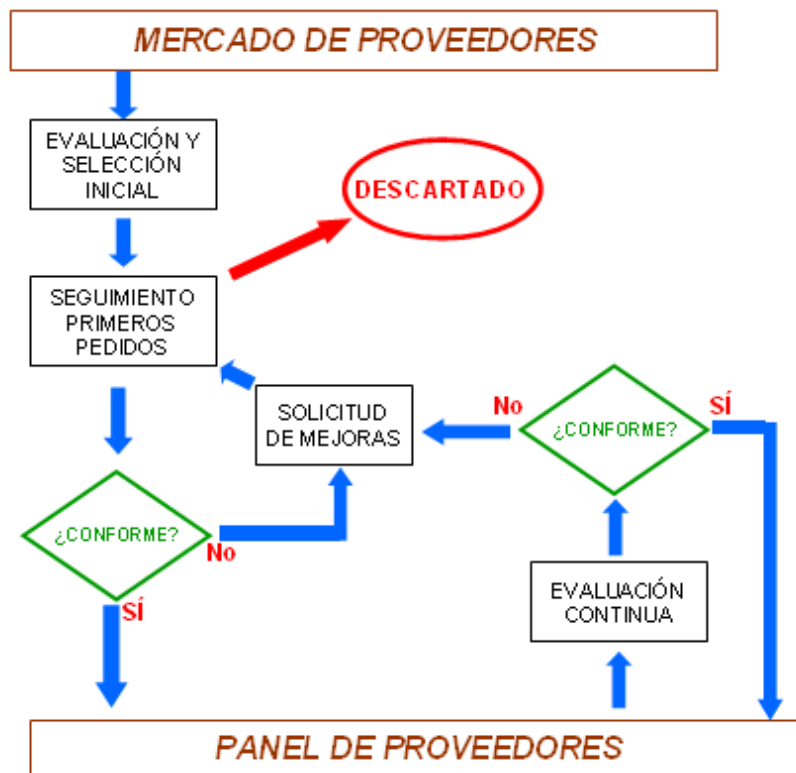 MERCADO DE PROVEEDORES
EVALUACIÓN Y
SELECCIÓN
INICIAL
DESCARTADO
SEGUIMIENTO
PRIMEROS
PEDIDOS
SOLICITUD
DE MEJORAS
No
¿CONFORME?
SÍ
¿CONFORME?
No
SÍ
EVALUACIÓN
CONTINUA
PANEL DE PROVEEDORES